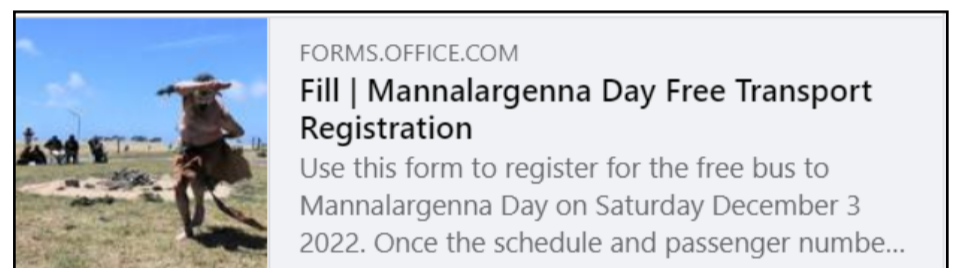 FORMS.OFFICE.COM
Fill | Mannalargenna Day Free Transport
Registration
Use this form to register for the free bus to
Mannalargenna Day on Saturday December 3
2022. Once the schedule and passenger numbe...